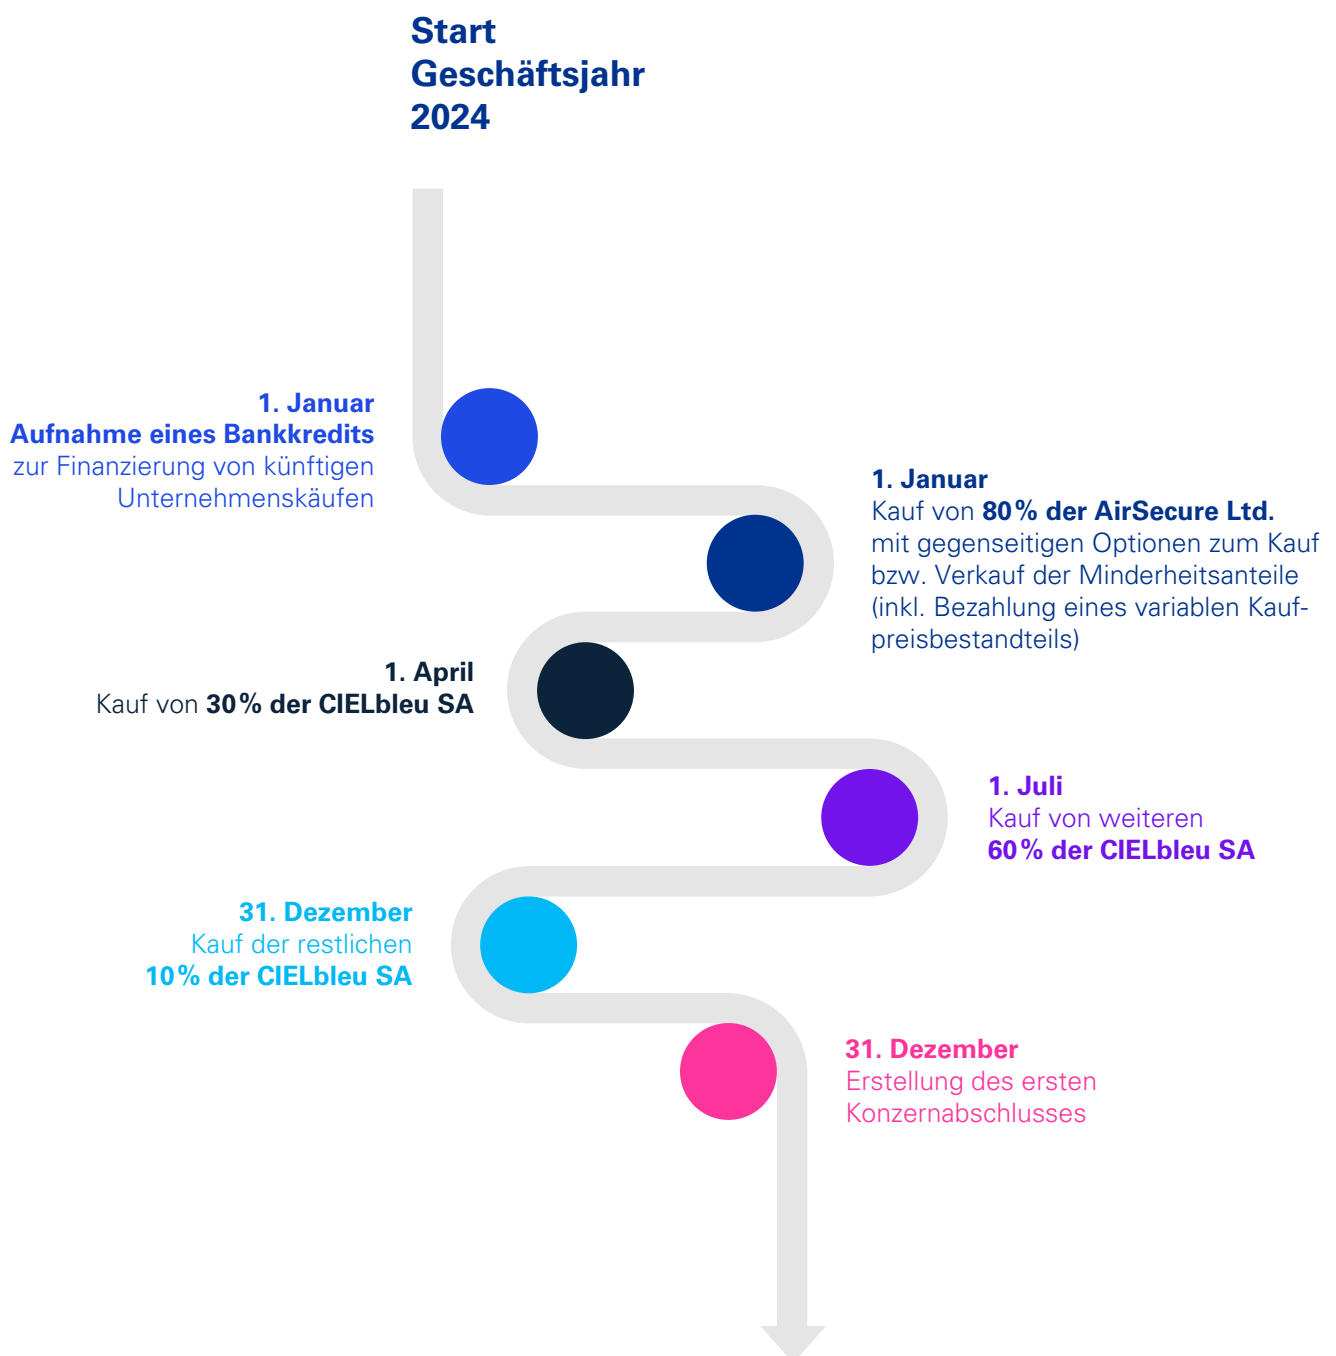 Start
Geschäftsjahr
2024
1. Januar
Aufnahme eines Bankkredits
zur Finanzierung von künftigen
Unternehmenskäufen
1. Januar
Kauf von 80% der AirSecure Ltd.
mit gegenseitigen Optionen zum Kauf
bzw. Verkauf der Minderheitsanteile
(inkl. Bezahlung eines variablen Kauf-
preisbestandteils)
1. April
Kauf von 30% der CIELbleu SA
1. Juli
Kauf von weiteren
60% der CIELbleu SA
31. Dezember
Kauf der restlichen
10% der CIELbleu SA
31. Dezember
Erstellung des ersten
Konzernabschlusses